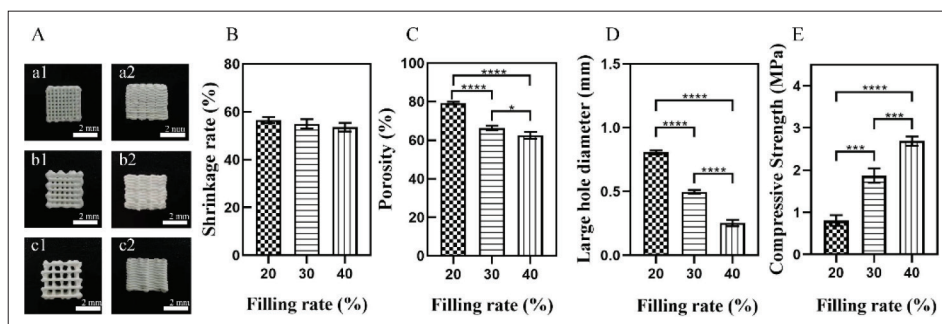 A
a1
a2
2 mm
2 mm
b1
b2
2 mm
2 mm
c1
c2
2 mm
2 mm
B
Shrinkage rate (%)
80
60
40
20
0
20 30 40
Filling rate (%)
C
Porosity (%)
100
80
60
40
20
0
****
****
*
20 30 40
Filling rate (%)
D
Large hole diameter (mm)
1.5
1.0
0.5
0.0
****
****
****
20 30 40
Filling rate (%)
E
Compressive Strength (MPa)
4
3
2
1
0
****
***
***
20 30 40
Filling rate (%)